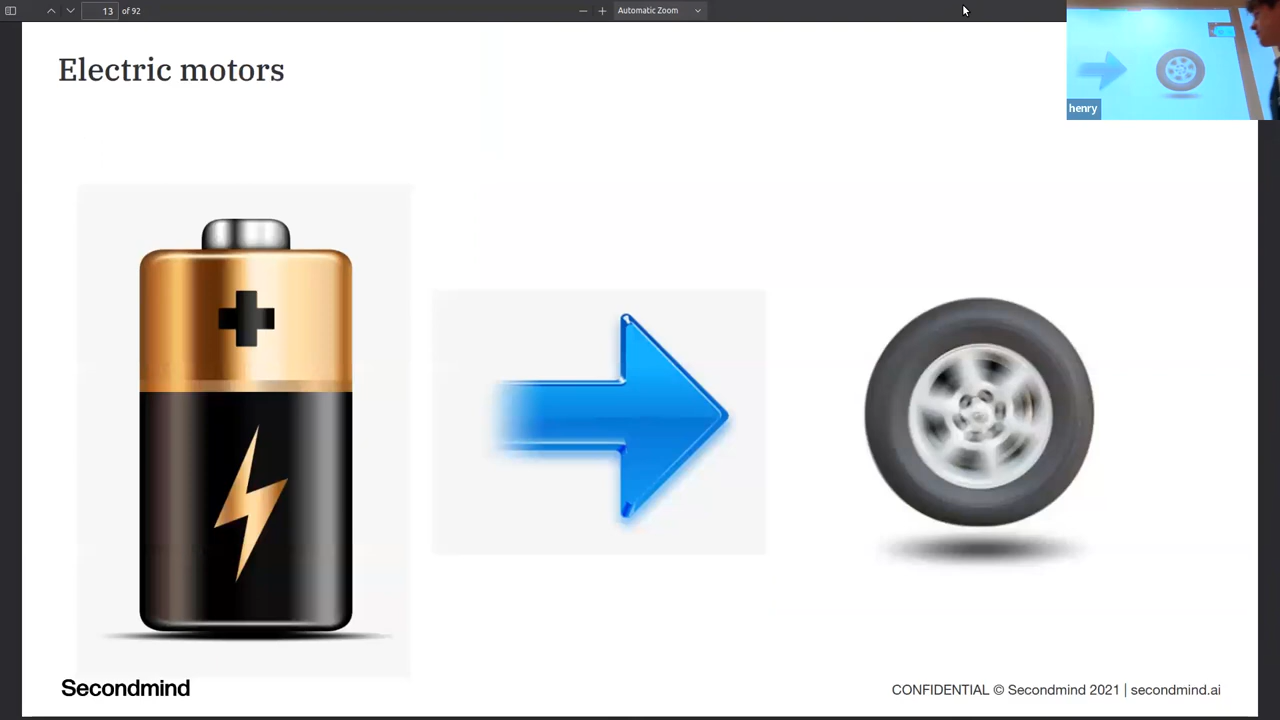 13 of 92
Automatic Zoom
Electric motors
henry
Secondmind
CONFIDENTIAL © Secondmind 2021 | secondmind.ai